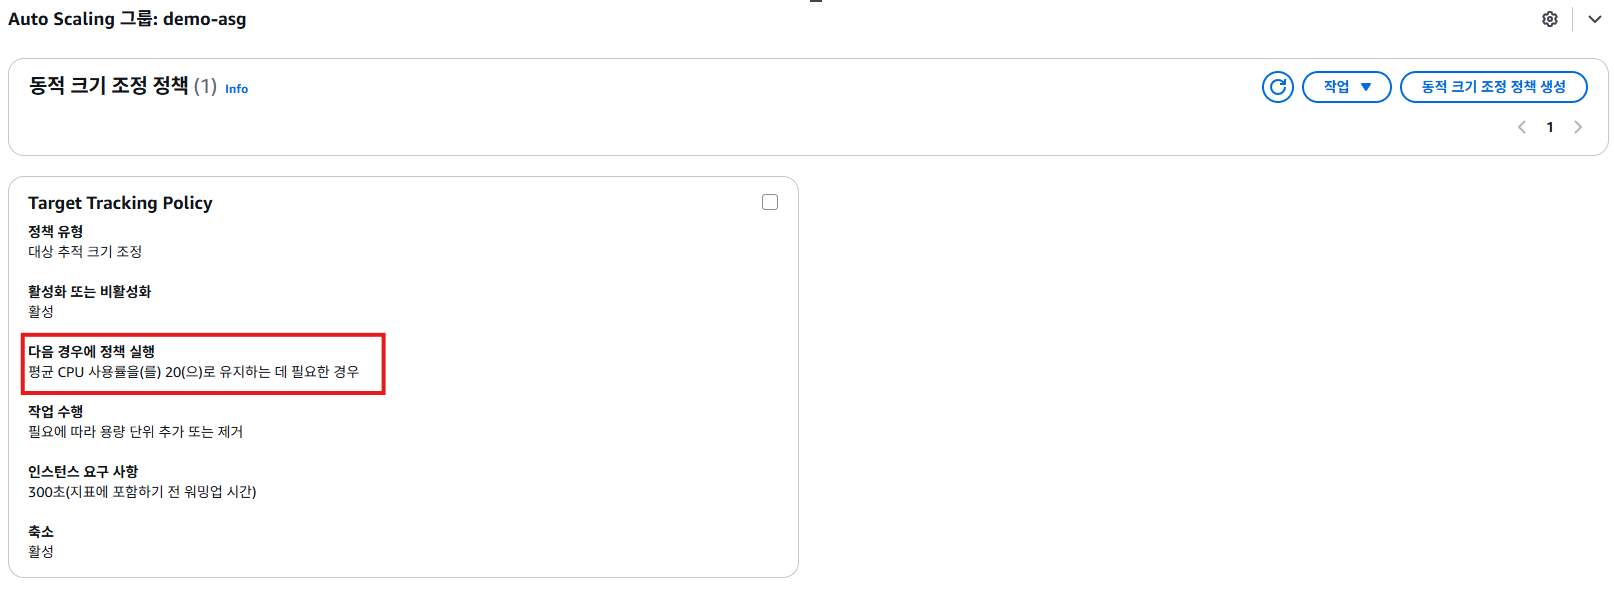 Auto Scaling 그룹: demo-asg
동적 크기 조정 정책 (1) Info
작업
동적 크기 조정 정책 생성
1
Target Tracking Policy
정책 유형
대상 추적 크기 조정
활성화 또는 비활성화
활성
다음 경우에 정책 실행
평균 CPU 사용률을(를) 20(으)로 유지하는 데 필요한 경우
작업 수행
필요에 따라 용량 단위 추가 또는 제거
인스턴스 요구 사항
300초(지표에 포함하기 전 워밍업 시간)
축소
활성